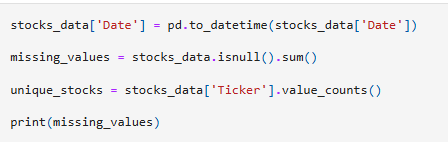 stocks_data['Date'] = pd.to_datetime(stocks_data['Date'])
missing_values = stocks_data.isnull().sum()
unique_stocks = stocks_data['Ticker'].value_counts()
print(missing_values)